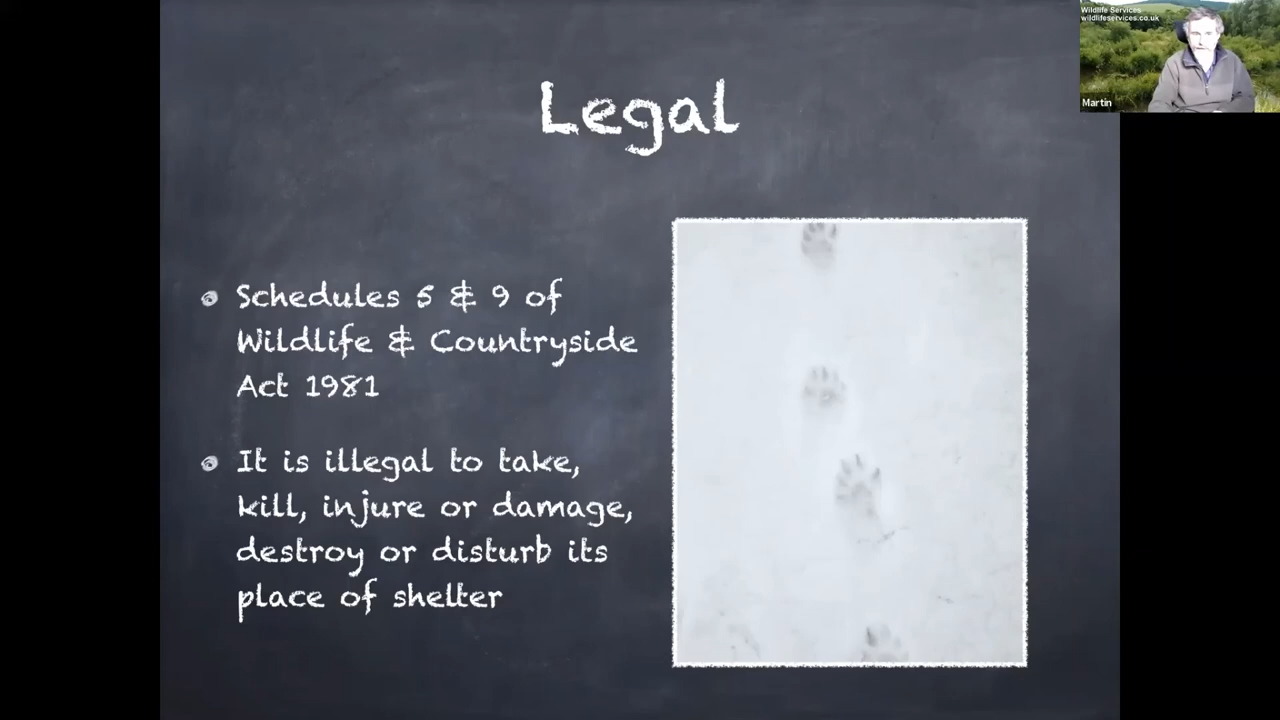 Wildlife Services
wildlifeservices.co.uk
Martin
Legal
Schedules 5 & 9 of
Wildlife & Countryside
Act 1981
It is illegal to take,
kill, injure or damage,
destroy or disturb its
place of shelter